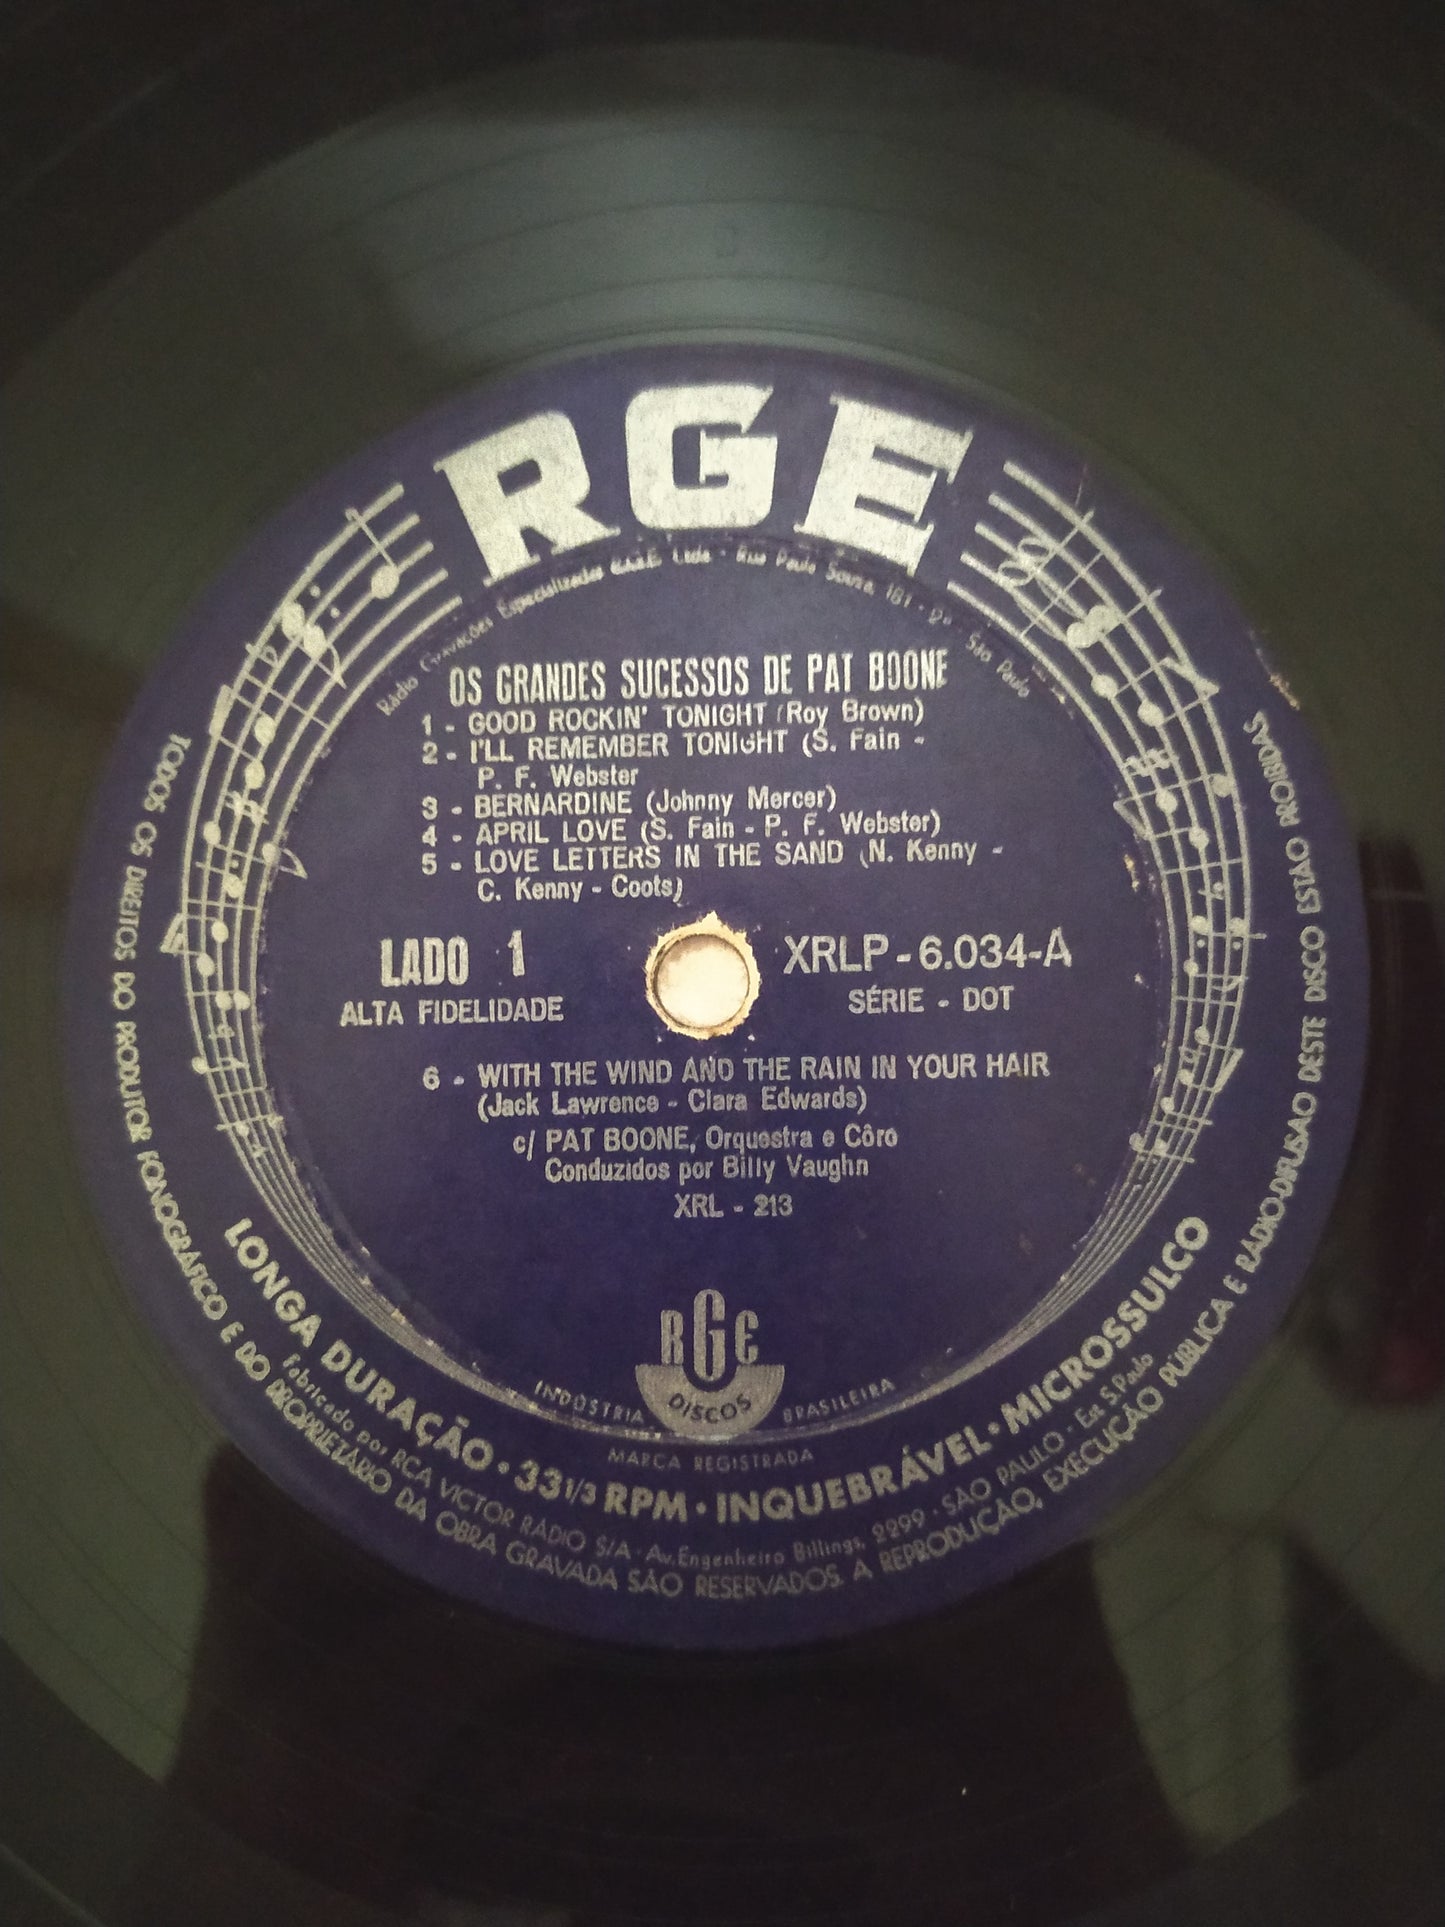 RGE
Rádio Gravações Especializadas R.G.E. Ltda - Rua Paula Souza, 181 - 2º - São Paulo
OS GRANDES SUCESSOS DE PAT BOONE
1 - GOOD ROCKIN' TONIGHT (Roy Brown)
2 - I'LL REMEMBER TONIGHT (S. Fain -
P. F. Webster
3 - BERNARDINE (Johnny Mercer)
4 - APRIL LOVE (S. Fain - P. F. Webster)
5 - LOVE LETTERS IN THE SAND (N. Kenny -
C. Kenny - Coots)
LADO 1
ALTA FIDELIDADE
XRLP - 6.034-A
SÉRIE - DOT
6 - WITH THE WIND AND THE RAIN IN YOUR HAIR
(Jack Lawrence - Clara Edwards)
c/ PAT BOONE, Orquestra e Côro
Conduzidos por Billy Vaughn
XRL - 213
RGE
DISCOS
INDÚSTRIA BRASILEIRA
MARCA REGISTRADA
LONGA DURAÇÃO • 33 1/3 RPM • INQUEBRÁVEL • MICROSSULCO
Fabricado por RCA VICTOR RÁDIO S/A - Av. Engenheiro Billings, 2299 - SÃO PAULO - Est S. Paulo
TODOS OS DIREITOS DO PRODUTOR FONOGRÁFICO E DO PROPRIETÁRIO DA OBRA GRAVADA SÃO RESERVADOS. A REPRODUÇÃO, EXECUÇÃO PÚBLICA E RÁDIO-DIFUSÃO DESTE DISCO ESTÃO PROIBIDAS